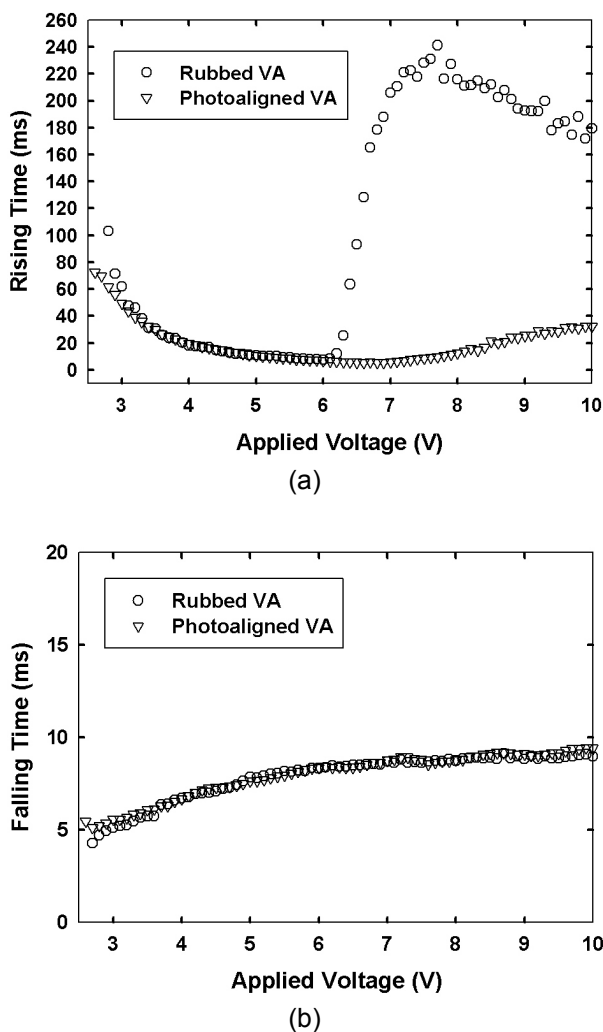 260
240
220
200
180
160
140
120
100
80
60
40
20
0
Rising Time (ms)
Rubbed VA
Photoaligned VA
3 4 5 6 7 8 9 10
Applied Voltage (V)
(a)
20
15
10
5
0
Falling Time (ms)
Rubbed VA
Photoaligned VA
3 4 5 6 7 8 9 10
Applied Voltage (V)
(b)